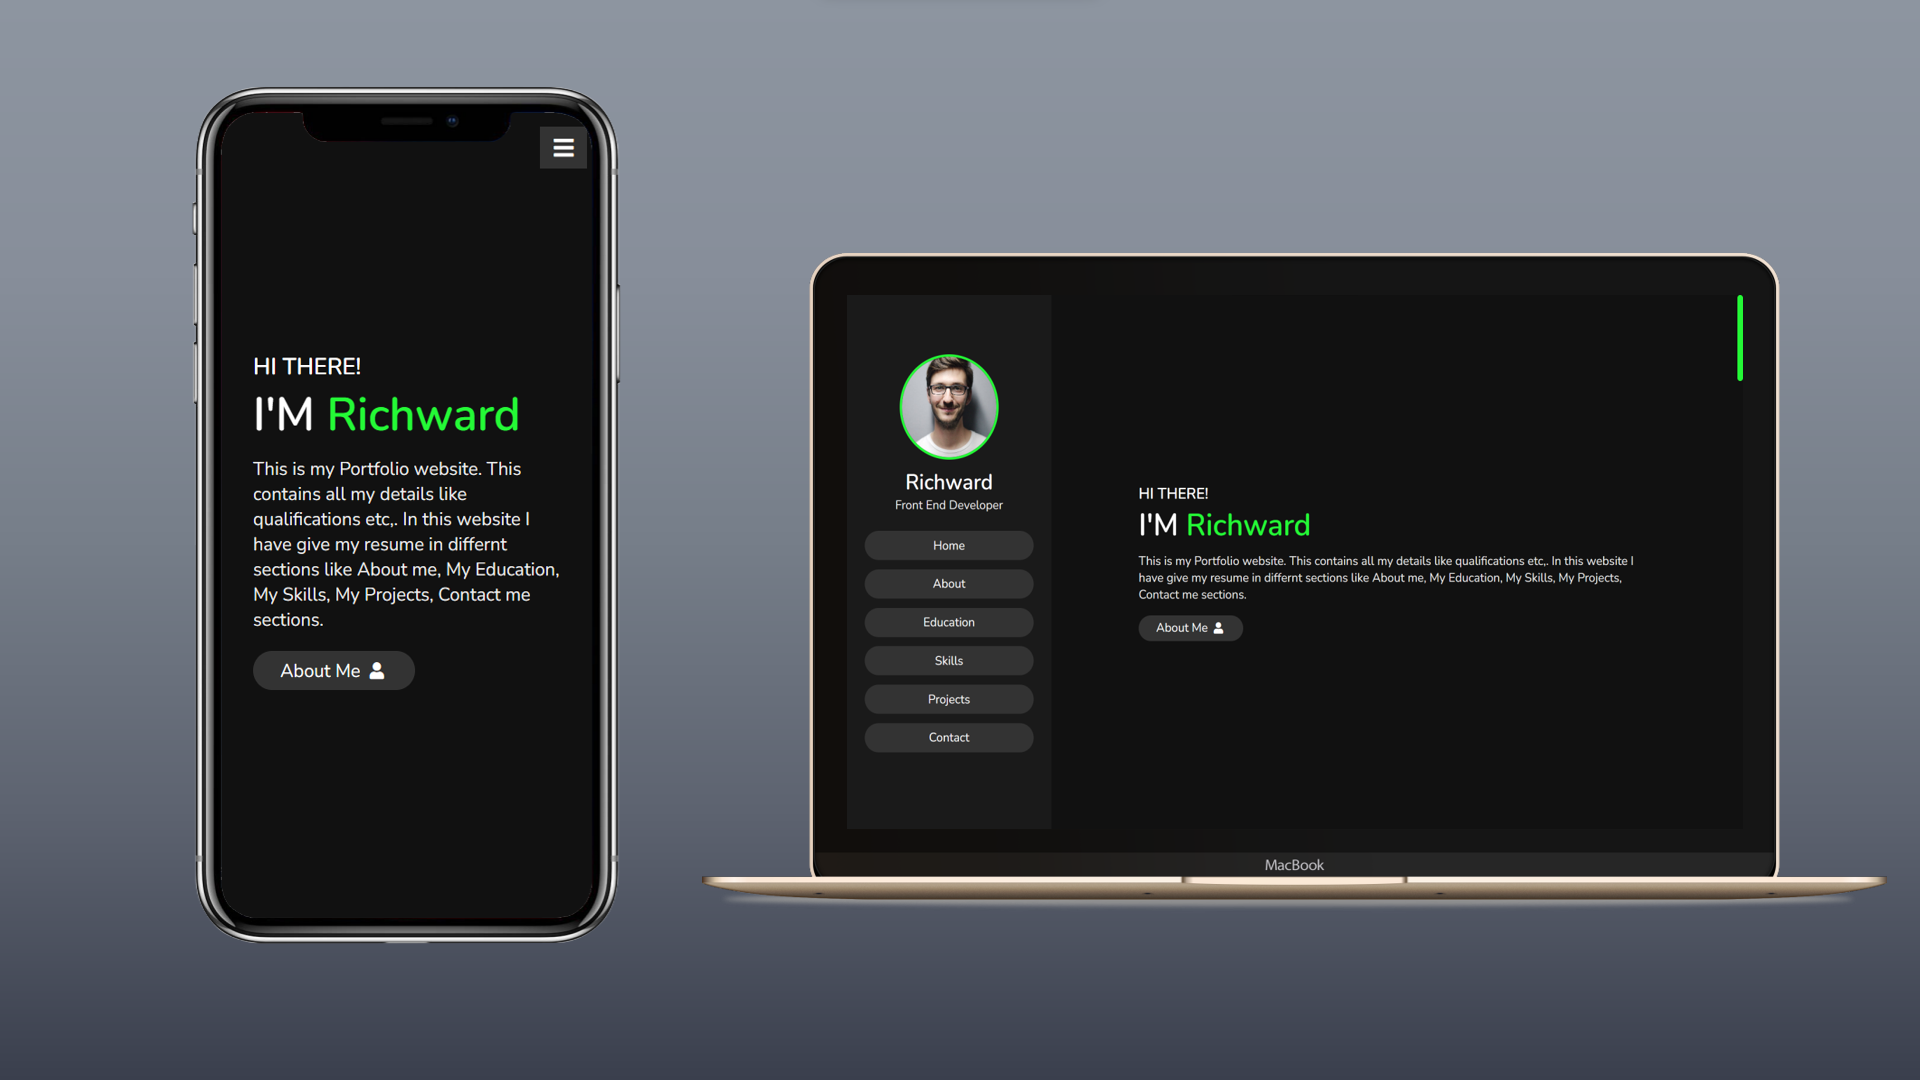 HI THERE!
I'M Richward
This is my Portfolio website. This
contains all my details like
qualifications etc,. In this website I
have give my resume in differnt
sections like About me, My Education,
My Skills, My Projects, Contact me
sections.
About Me
Richward
Front End Developer
Home
About
Education
Skills
Projects
Contact
HI THERE!
I'M Richward
This is my Portfolio website. This contains all my details like qualifications etc,. In this website I
have give my resume in differnt sections like About me, My Education, My Skills, My Projects,
Contact me sections.
About Me
MacBook